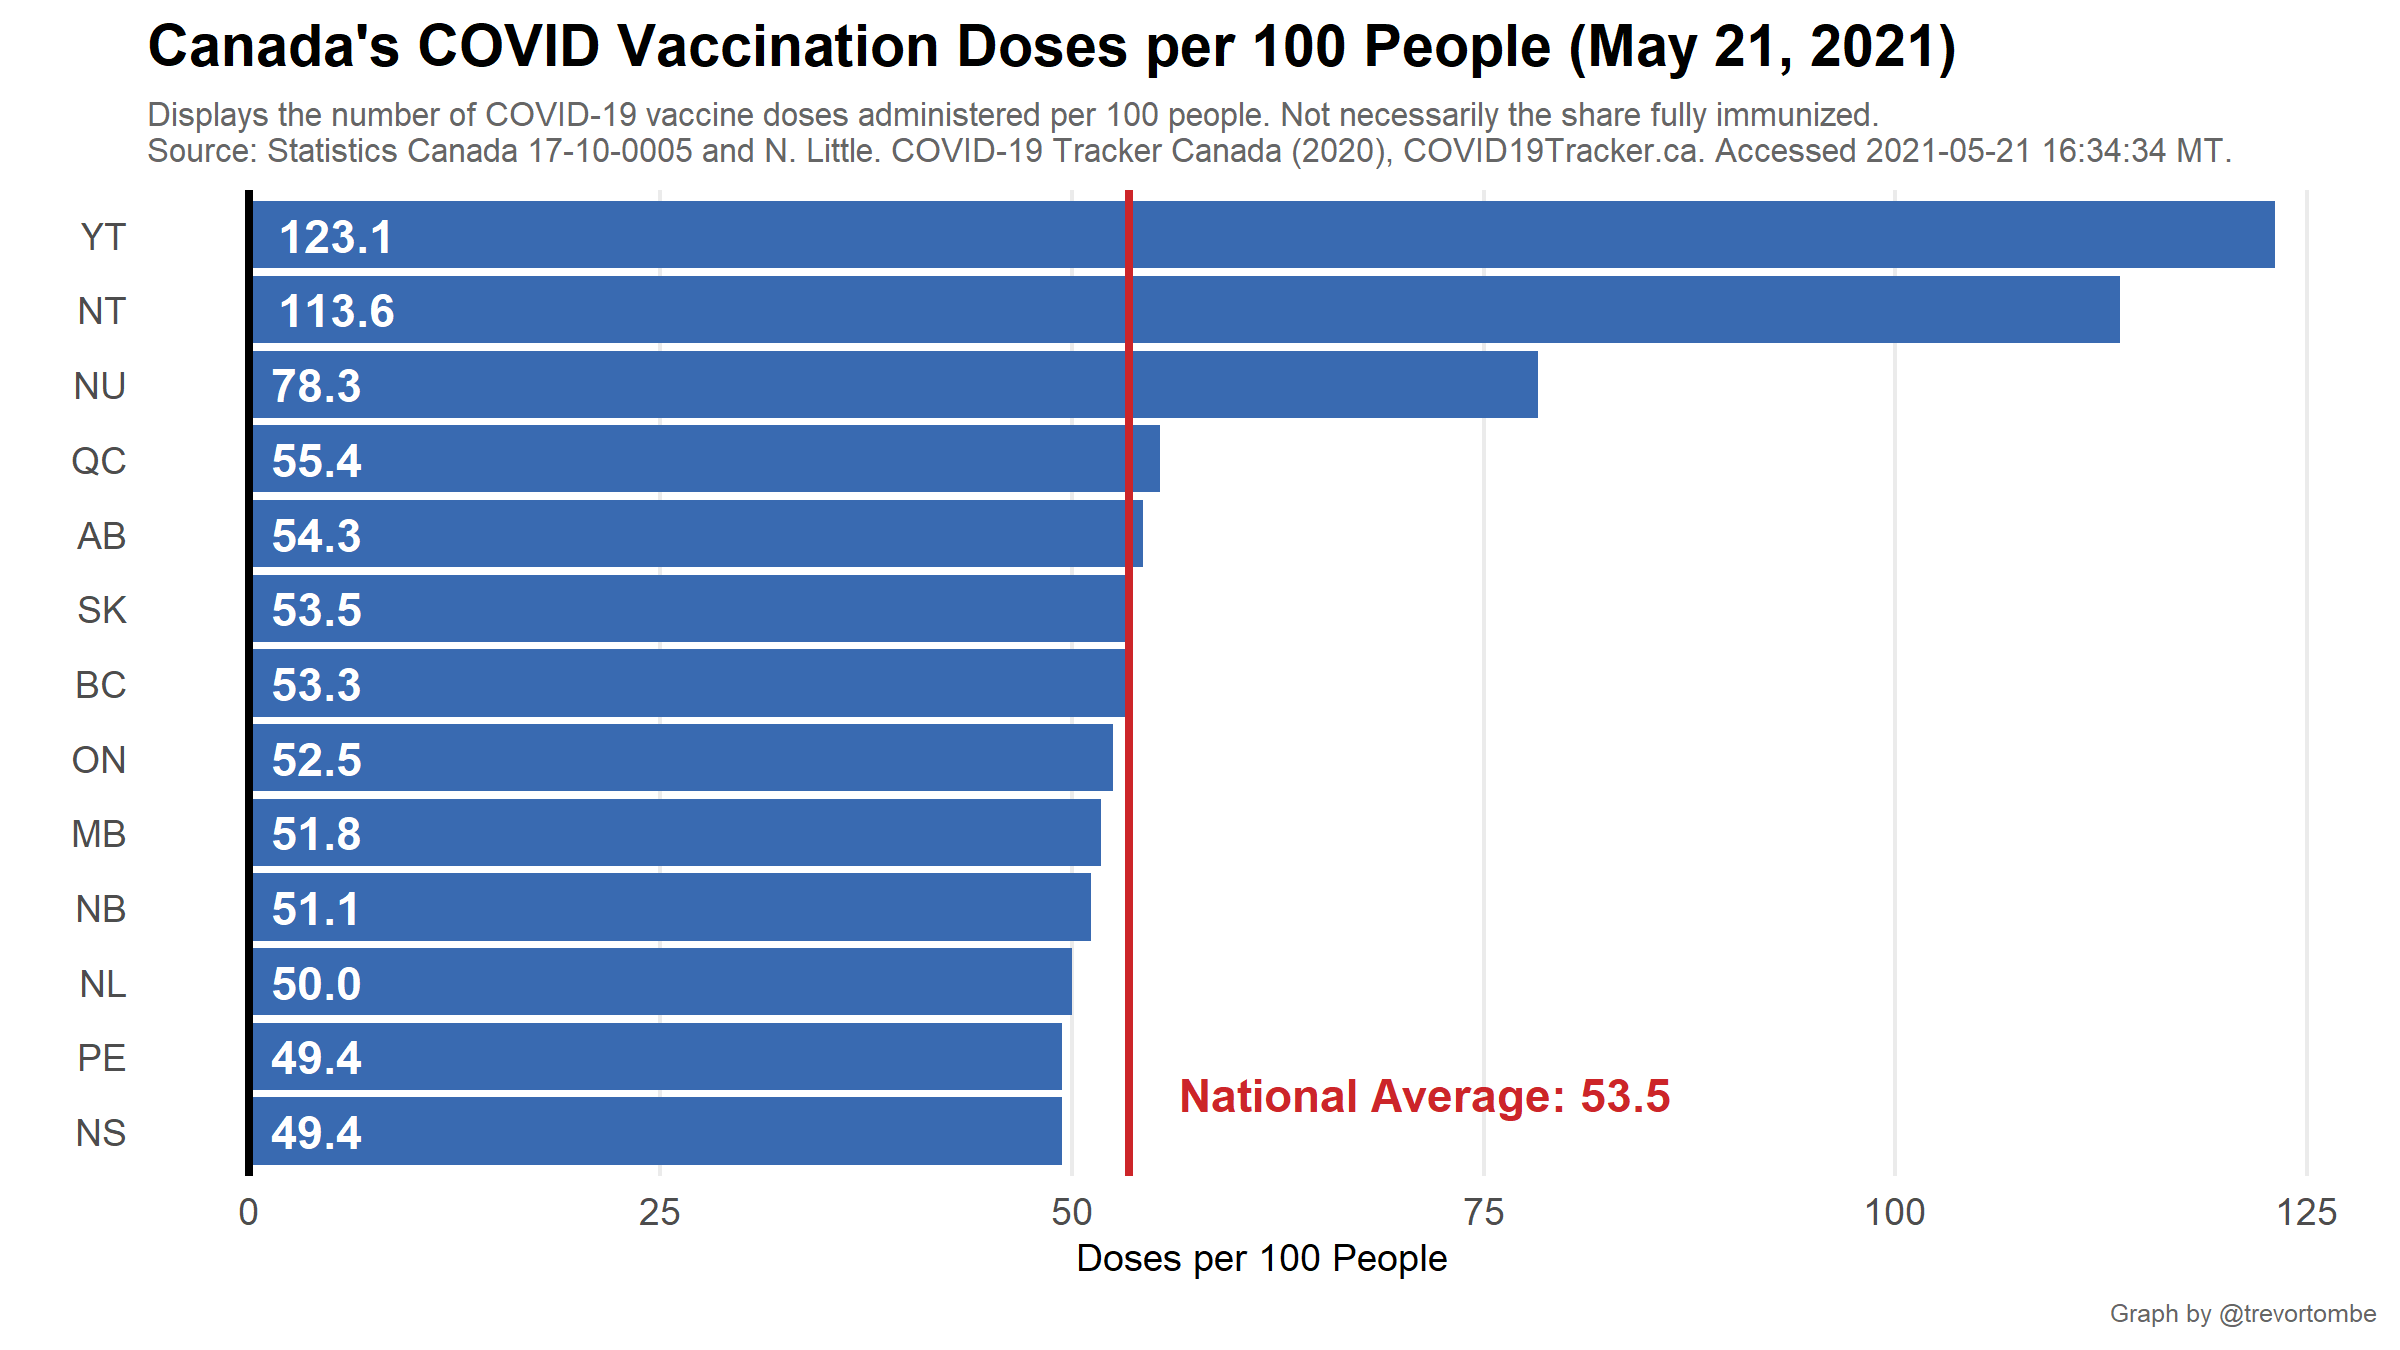 Canada's COVID Vaccination Doses per 100 People (May 21, 2021)
Displays the number of COVID-19 vaccine doses administered per 100 people. Not necessarily the share fully immunized.
Source: Statistics Canada 17-10-0005 and N. Little. COVID-19 Tracker Canada (2020), COVID19Tracker.ca. Accessed 2021-05-21 16:34:34 MT.
YT 123.1
NT 113.6
NU 78.3
QC 55.4
AB 54.3
SK 53.5
BC 53.3
ON 52.5
MB 51.8
NB 51.1
NL 50.0
PE 49.4
National Average: 53.5
NS 49.4
0 25 50 75 100 125
Doses per 100 People
Graph by @trevortombe